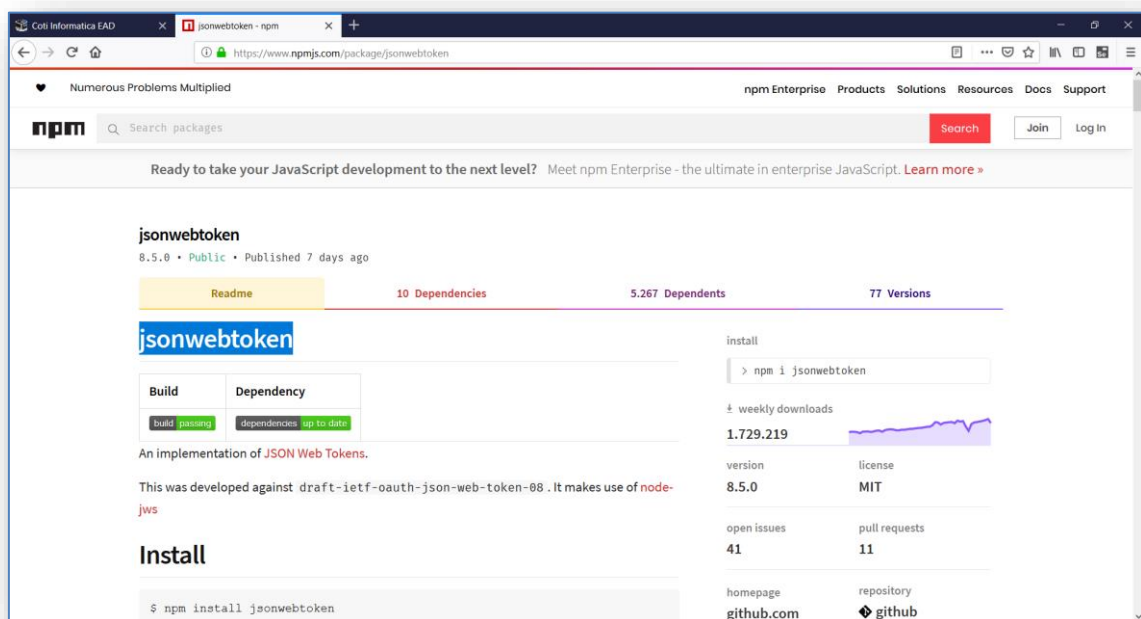 Coti Informatica EAD
jsonwebtoken - npm
https://www.npmjs.com/package/jsonwebtoken
Numerous Problems Multiplied
npm Enterprise Products Solutions Resources Docs Support
npm Search packages Search Join Log In
Ready to take your JavaScript development to the next level? Meet npm Enterprise - the ultimate in enterprise JavaScript. Learn more »
jsonwebtoken
8.5.0 • Public • Published 7 days ago
Readme 10 Dependencies 5.267 Dependents 77 Versions
jsonwebtoken
Build Dependency
build passing dependencies up to date
An implementation of JSON Web Tokens.
This was developed against draft-ietf-oauth-json-web-token-08 . It makes use of node-
jws
Install
$ npm install jsonwebtoken
install
> npm i jsonwebtoken
weekly downloads
1.729.219
version license
8.5.0 MIT
open issues pull requests
41 11
homepage repository
github.com github